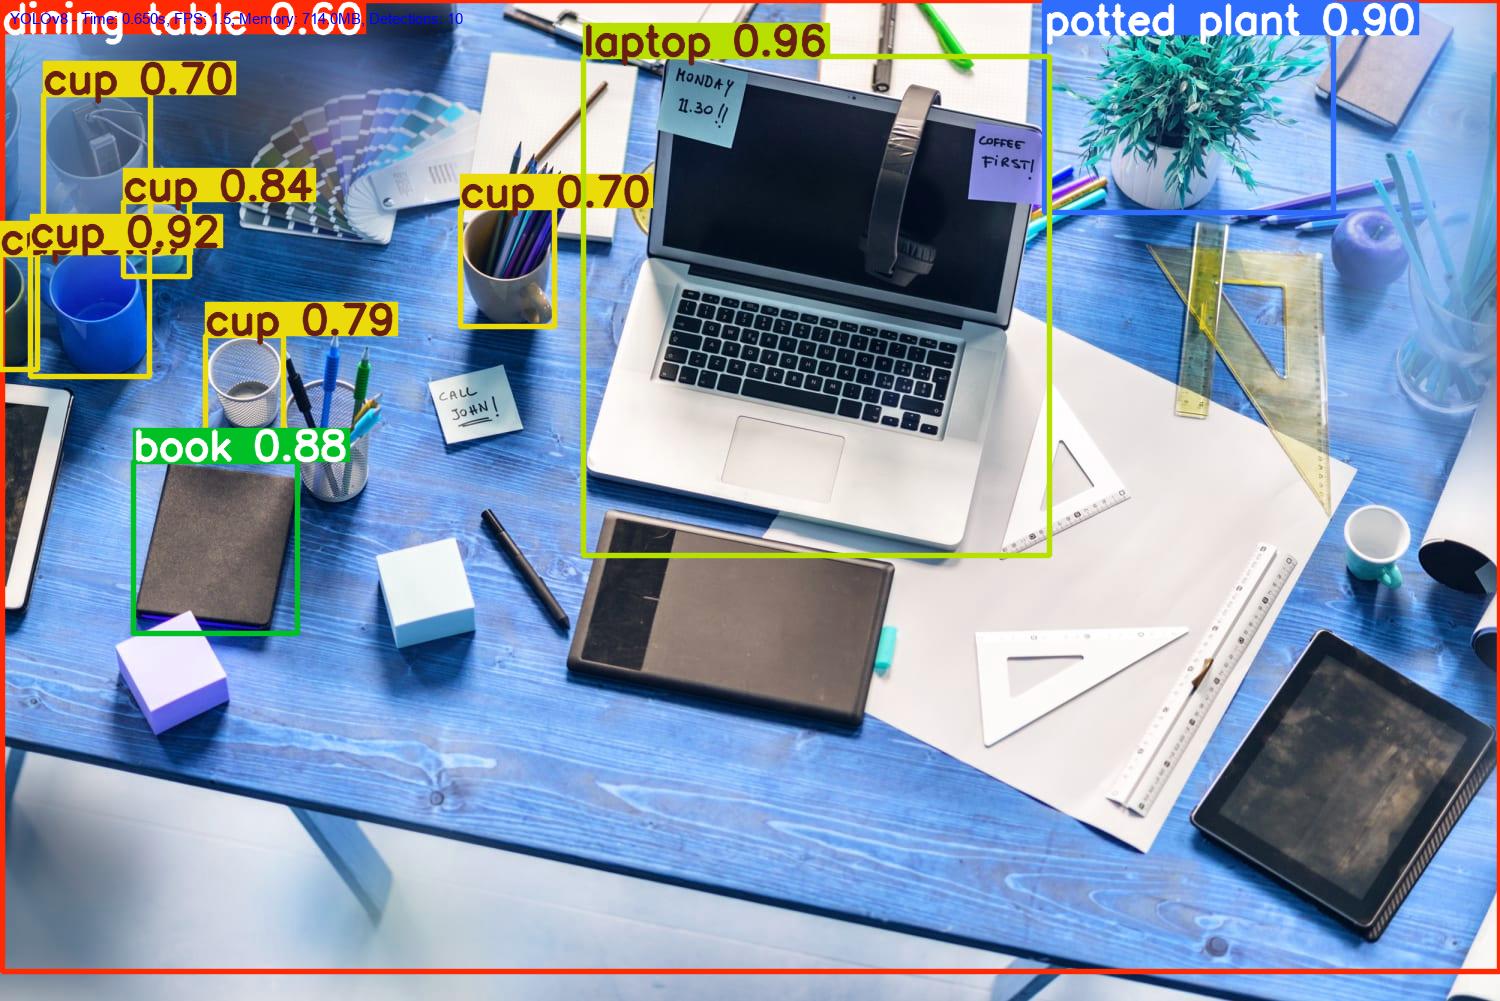 YOLOv8 - Time: 0.650s, FPS: 1.5, Memory: 714.0MB, Detections: 10
dining table 0.60
potted plant 0.90
laptop 0.96
cup 0.70
MONDAY
11.30!!
COFFEE
FIRST!
cup 0.84
cup 0.70
cup 0.92
cup 0.79
CALL
JOHN!
book 0.88